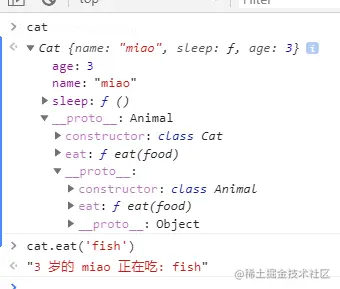 top
Filter
> cat
Cat {name: "miao", sleep: ƒ, age: 3} i
age: 3
name: "miao"
sleep: ƒ ()
__proto__: Animal
constructor: class Cat
eat: ƒ eat(food)
__proto__:
constructor: class Animal
eat: ƒ eat(food)
__proto__: Object
> cat.eat('fish')
"3 岁的 miao 正在吃: fish"
>
@稀土掘金技术社区